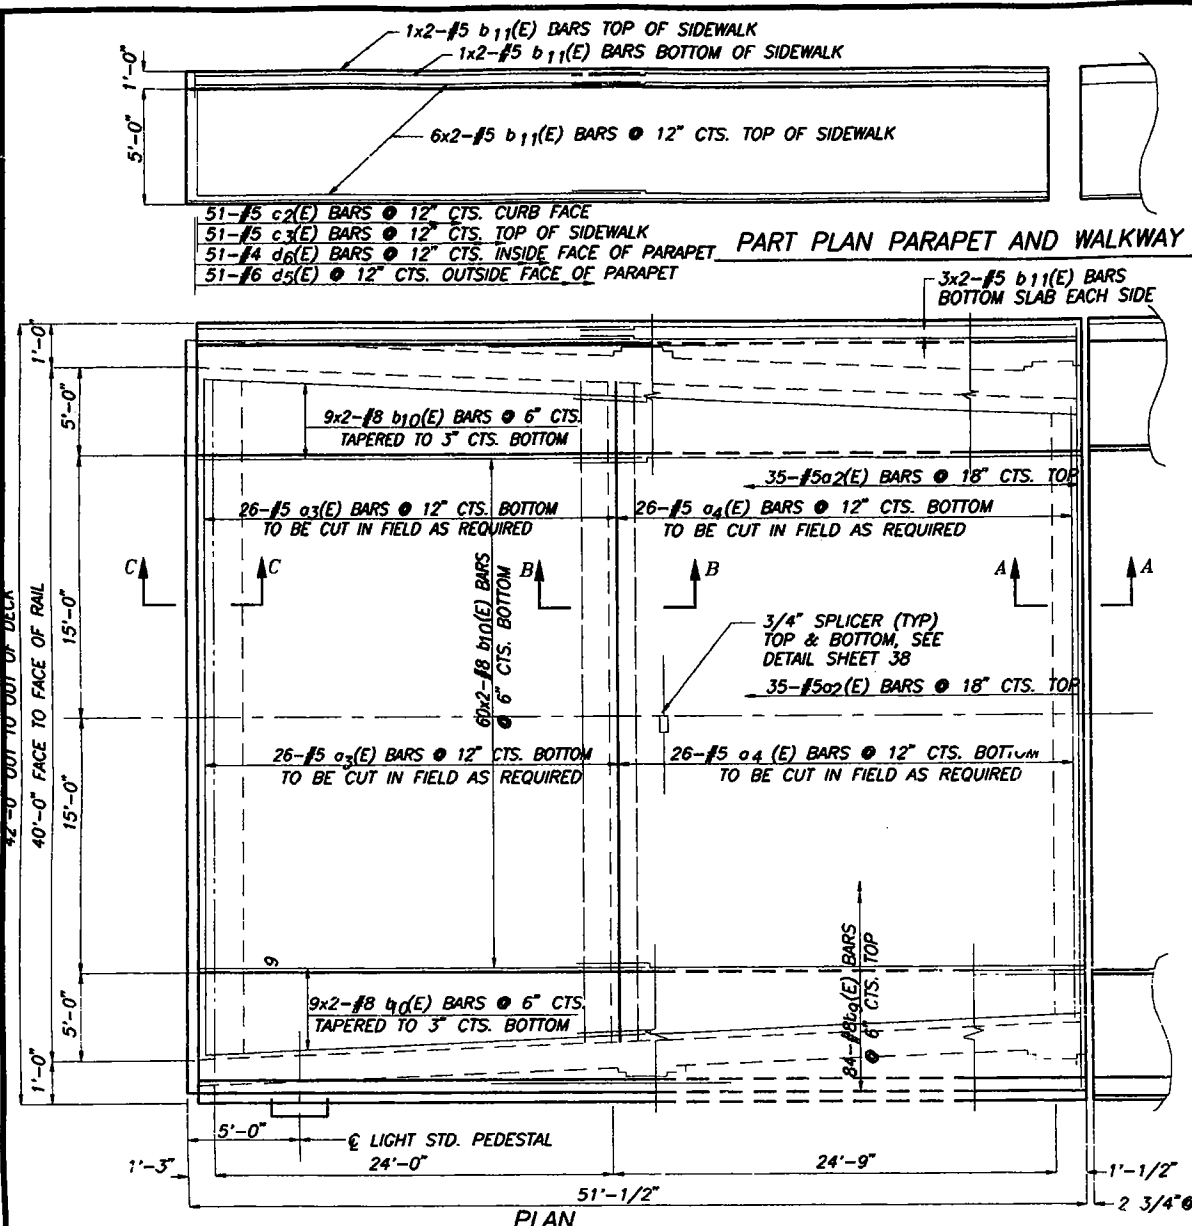 1x2-#5 b11(E) BARS TOP OF SIDEWALK
1x2-#5 b11(E) BARS BOTTOM OF SIDEWALK
1'-0"
5'-0"
6x2-#5 b11(E) BARS @ 12" CTS. TOP OF SIDEWALK
51-#5 c2(E) BARS @ 12" CTS. CURB FACE
51-#5 c3(E) BARS @ 12" CTS. TOP OF SIDEWALK
51-#4 d6(E) BARS @ 12" CTS. INSIDE FACE OF PARAPET
51-#6 d5(E) @ 12" CTS. OUTSIDE FACE OF PARAPET
PART PLAN PARAPET AND WALKWAY
3x2-#5 b11(E) BARS
BOTTOM SLAB EACH SIDE
1'-0"
5'-0"
9x2-#8 b10(E) BARS @ 6" CTS.
TAPERED TO 3" CTS. BOTTOM
35-#5a2(E) BARS @ 18" CTS. TOP
26-#5 a3(E) BARS @ 12" CTS. BOTTOM
TO BE CUT IN FIELD AS REQUIRED
26-#5 a4(E) BARS @ 12" CTS. BOTTOM
TO BE CUT IN FIELD AS REQUIRED
C C B B A A
42'-0" OUT TO OUT OF DECK
40'-0" FACE TO FACE OF RAIL
15'-0"
60x2-#8 b10(E) BARS
@ 6" CTS. BOTTOM
3/4" SPLICER (TYP)
TOP & BOTTOM, SEE
DETAIL SHEET 38
35-#5a2(E) BARS @ 18" CTS. TOP
26-#5 a3(E) BARS @ 12" CTS. BOTTOM
TO BE CUT IN FIELD AS REQUIRED
26-#5 a4 (E) BARS @ 12" CTS. BOTTOM
TO BE CUT IN FIELD AS REQUIRED
15'-0"
9
84-#8b9(E) BARS
@ 6" CTS. TOP
5'-0"
9x2-#8 b10(E) BARS @ 6" CTS.
TAPERED TO 3" CTS. BOTTOM
1'-0"
5'-0"
℄ LIGHT STD. PEDESTAL
1'-3"
24'-0"
24'-9"
1'-1/2"
51'-1/2"
2 3/4" @
PLAN